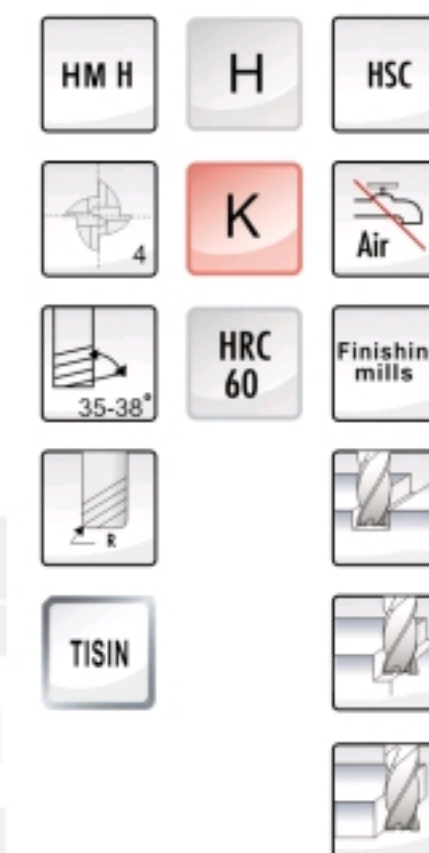 HM H
H
HSC
4
K
Air
35-38°
HRC
60
Finishin
mills
R
TISIN